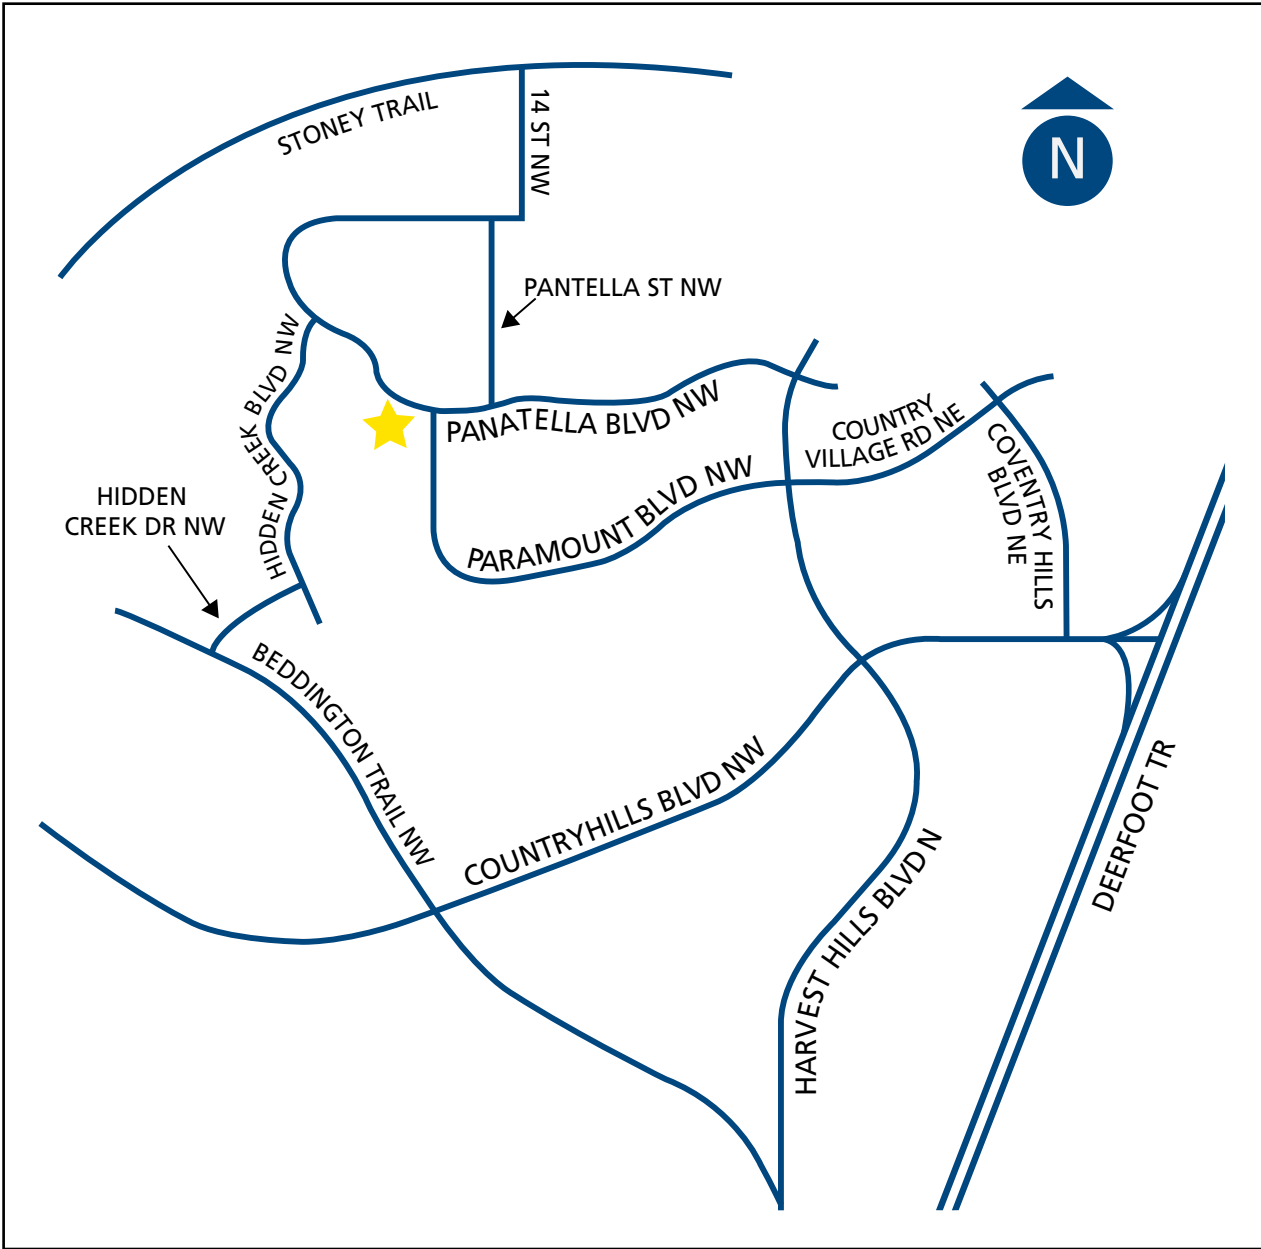 STONEY TRAIL
14 ST NW
N
PANTELLA ST NW
HIDDEN CREEK BLVD NW
PANATELLA BLVD NW
COUNTRY
VILLAGE RD NE
COVENTRY HILLS
BLVD NE
PARAMOUNT BLVD NW
HIDDEN
CREEK DR NW
BEDDINGTON TRAIL NW
COUNTRYHILLS BLVD NW
HARVEST HILLS BLVD N
DEERFOOT TR